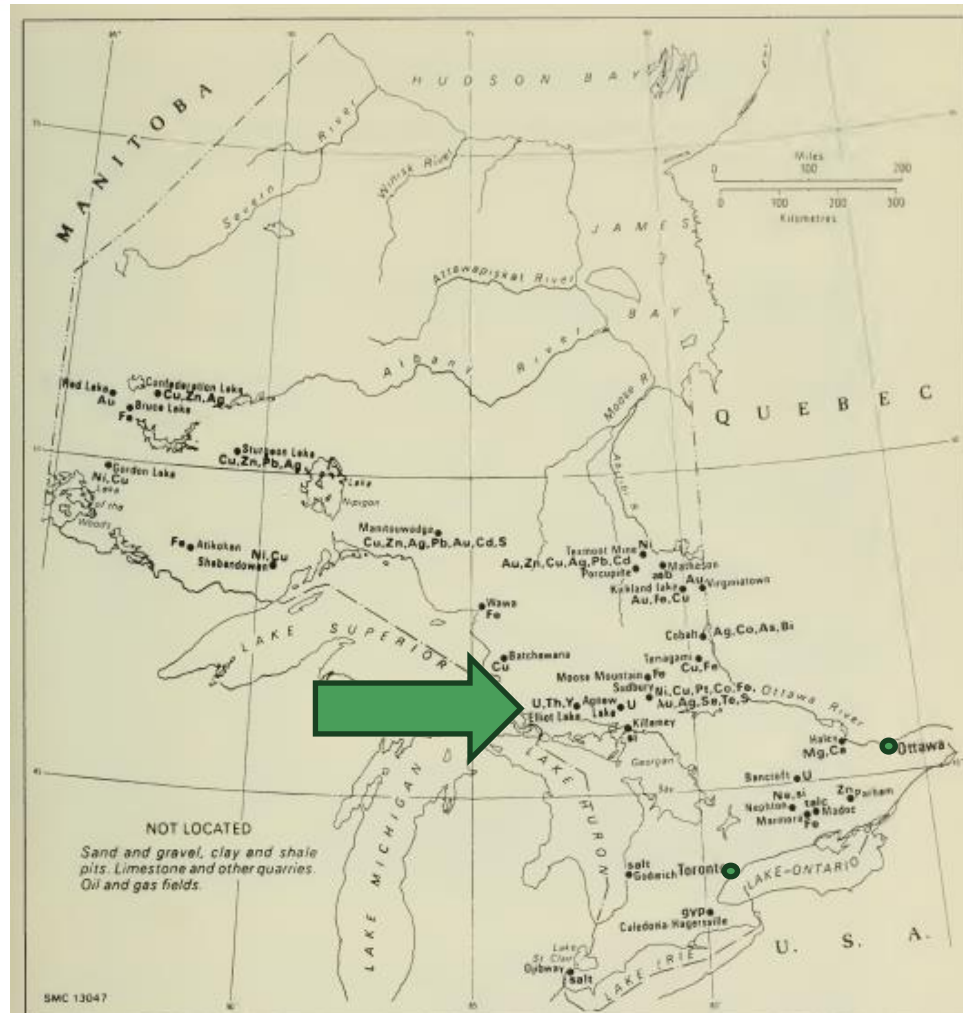 HUDSON BAY
MANITOBA
Severn River
Winisk River
Miles
0 100 200
0 100 200 300
Kilometres
JAMES
BAY
Attawapiskat River
Albany River
Moose R.
Abitibi R.
QUEBEC
Red Lake
Au
Confederation Lake
Cu,Zn,Ag
Bruce Lake
Fe
Sturgeon Lake
Cu,Zn,Pb,Ag
Gordon Lake
Ni,Cu
Lake
of the
Woods
Lake
Nipigon
Manitouwadge
Cu,Zn,Ag,Pb,Au,Cd,S
Fe Atikokan
Ni,Cu
Shebandowan
Texmont Mine Ni
Au,Zn,Cu,Ag,Pb,Cd
Porcupine
Matheson
asb
Kirkland Lake
Au,Fe,Cu
Au
Virginiatown
Wawa
Fe
Cobalt Ag,Co,As,Bi
LAKE SUPERIOR
Batchawana
Cu
Temagami
Cu,Fe
Moose Mountain Fe
Sudbury
Ni,Cu,Pt,Co,Fe,
Au,Ag,Se,Te,S
U,Th,Y
Elliot Lake
Agnew
Lake U
Killarney
si
Ottawa River
Georgian
Bay
Haley
Mg,Ca
Ottawa
Bancroft U
Ne,si
Nephton
talc
Madoc
Marmora
Fe
Zn Parham
LAKE MICHIGAN
LAKE HURON
NOT LOCATED
Sand and gravel, clay and shale
pits. Limestone and other quarries.
Oil and gas fields.
salt
Goderich
Toronto
LAKE ONTARIO
gyp
Caledonia-Hagersville
U. S. A.
Lake
St Clair
Ojibway
salt
LAKE ERIE
SMC 13047